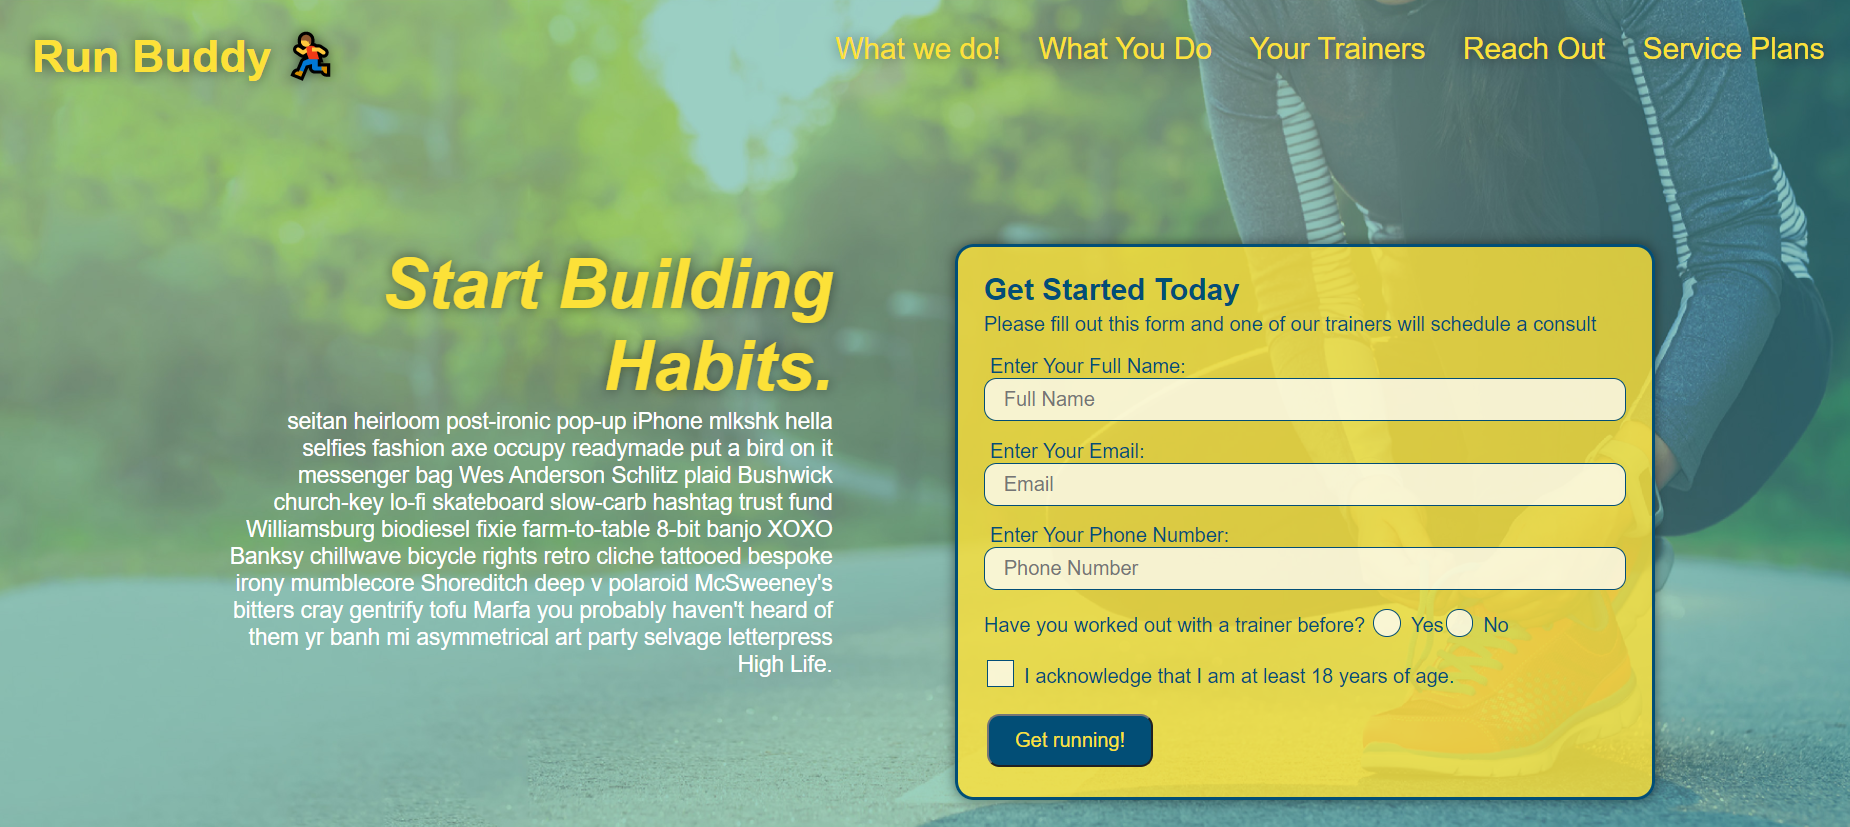 Run Buddy
What we do! What You Do Your Trainers Reach Out Service Plans
Start Building
Habits.
seitan heirloom post-ironic pop-up iPhone mlkshk hella
selfies fashion axe occupy readymade put a bird on it
messenger bag Wes Anderson Schlitz plaid Bushwick
church-key lo-fi skateboard slow-carb hashtag trust fund
Williamsburg biodiesel fixie farm-to-table 8-bit banjo XOXO
Banksy chillwave bicycle rights retro cliche tattooed bespoke
irony mumblecore Shoreditch deep v polaroid McSweeney's
bitters cray gentrify tofu Marfa you probably haven't heard of
them yr banh mi asymmetrical art party selvage letterpress
High Life.
Get Started Today
Please fill out this form and one of our trainers will schedule a consult
Enter Your Full Name:
Full Name
Enter Your Email:
Email
Enter Your Phone Number:
Phone Number
Have you worked out with a trainer before? Yes No
I acknowledge that I am at least 18 years of age.
Get running!